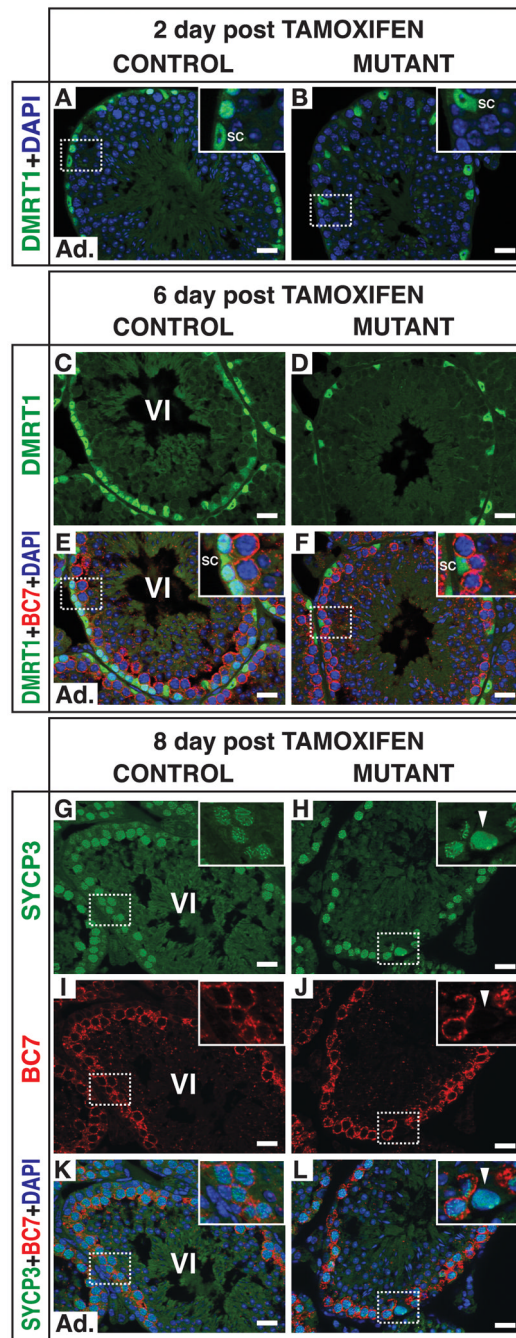 2 day post TAMOXIFEN
CONTROL MUTANT
DMRT1+DAPI
A
sc
Ad.
B
sc
6 day post TAMOXIFEN
CONTROL MUTANT
DMRT1
C
VI
D
DMRT1+BC7+DAPI
E
sc
VI
Ad.
F
sc
8 day post TAMOXIFEN
CONTROL MUTANT
SYCP3
G
VI
H
BC7
I
VI
J
SYCP3+BC7+DAPI
K
VI
Ad.
L